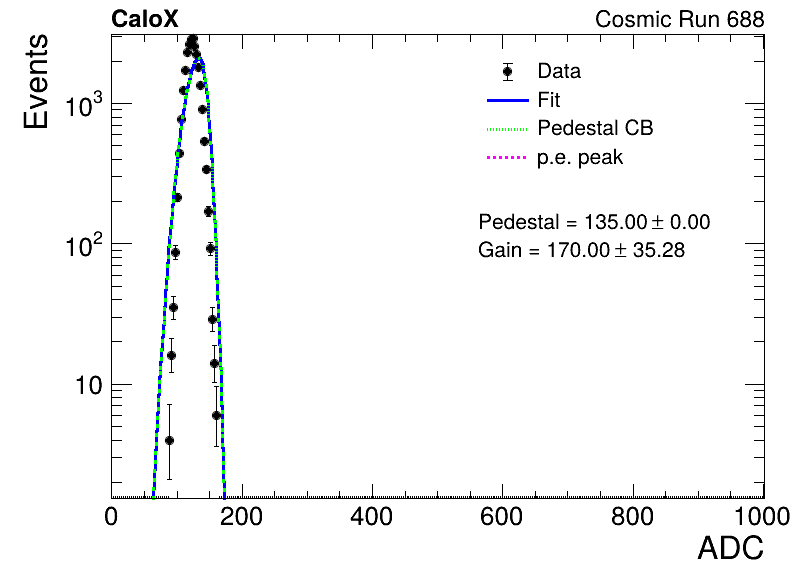 CaloX Cosmic Run 688
Events
10³
10²
10
Data
Fit
Pedestal CB
p.e. peak
Pedestal = 135.00 ± 0.00
Gain = 170.00 ± 35.28
0 200 400 600 800 1000
ADC